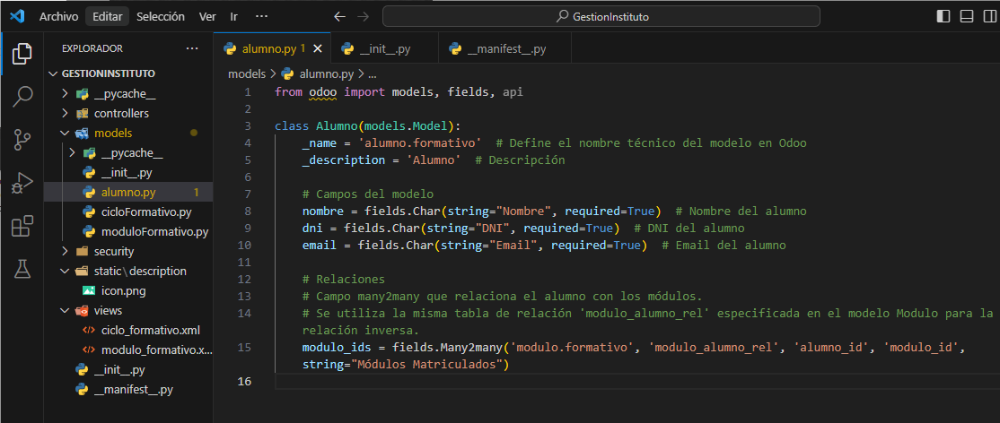 Archivo Editar Selección Ver Ir ... GestionInstituto
EXPLORADOR ...
GESTIONINSTITUTO
__pycache__
controllers
models
__pycache__
__init__.py
alumno.py 1
cicloFormativo.py
moduloFormativo.py
security
static\description
icon.png
views
ciclo_formativo.xml
modulo_formativo.x...
__init__.py
__manifest__.py
alumno.py 1 __init__.py __manifest__.py
models > alumno.py > ...
1 from odoo import models, fields, api
2
3 class Alumno(models.Model):
4 _name = 'alumno.formativo' # Define el nombre técnico del modelo en Odoo
5 _description = 'Alumno' # Descripción
6
7 # Campos del modelo
8 nombre = fields.Char(string="Nombre", required=True) # Nombre del alumno
9 dni = fields.Char(string="DNI", required=True) # DNI del alumno
10 email = fields.Char(string="Email", required=True) # Email del alumno
11
12 # Relaciones
13 # Campo many2many que relaciona el alumno con los módulos.
14 # Se utiliza la misma tabla de relación 'modulo_alumno_rel' especificada en el modelo Modulo para la
relación inversa.
15 modulo_ids = fields.Many2many('modulo.formativo', 'modulo_alumno_rel', 'alumno_id', 'modulo_id',
string="Módulos Matriculados")
16